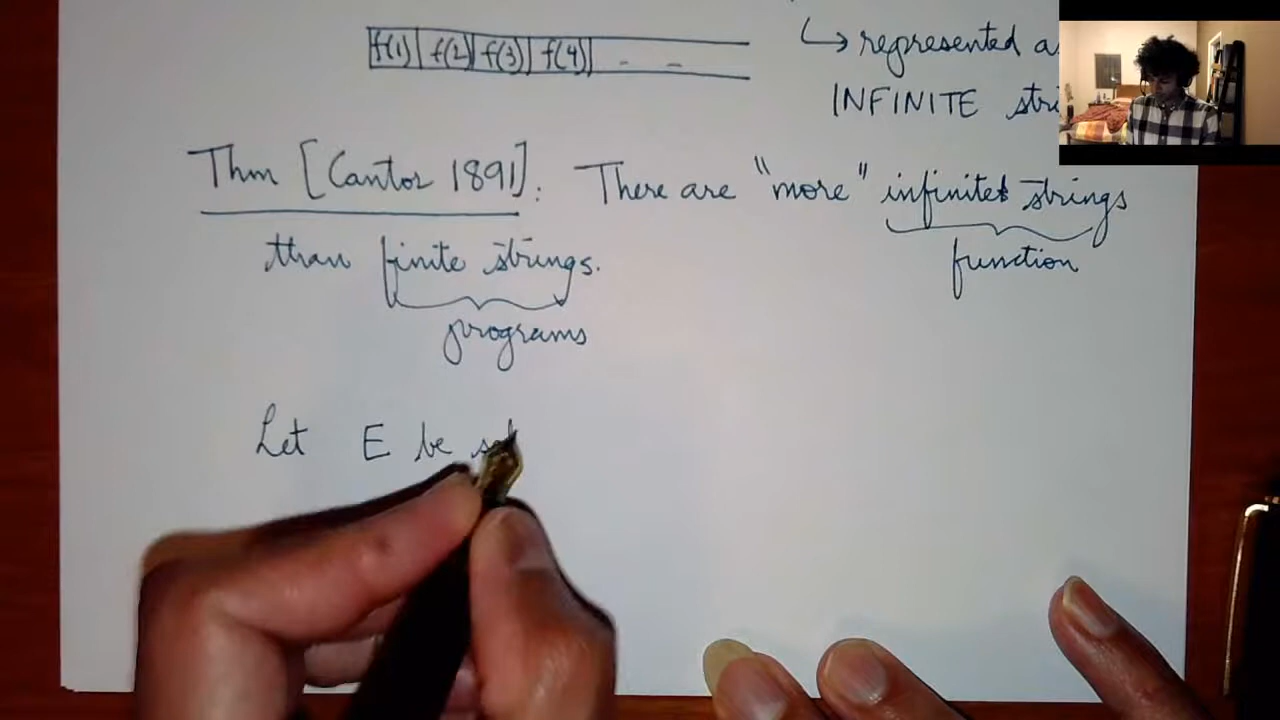 f(1) f(2) f(3) f(4) - -
↳ represented
INFINITE
Thm [Cantor 1891]: There are "more" infinite strings
function
than finite strings.
programs
Let E be